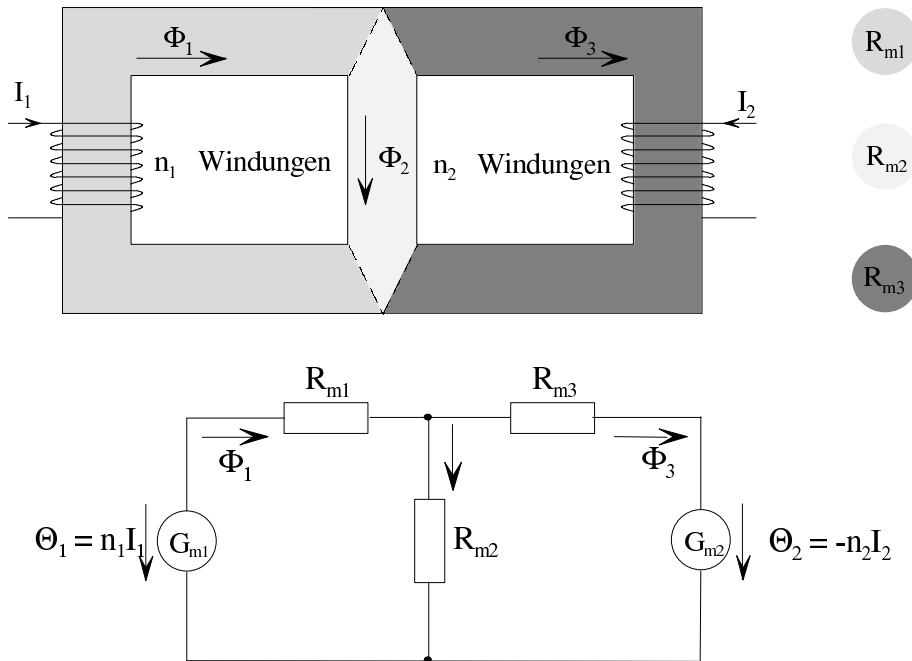 Φ1
Φ3
Rm1
I1
I2
n1 Windungen
Φ2
n2 Windungen
Rm2
Rm3
Rm1
Rm3
Φ1
Φ3
Θ1 = n1I1
Gm1
Rm2
Gm2
Θ2 = -n2I2